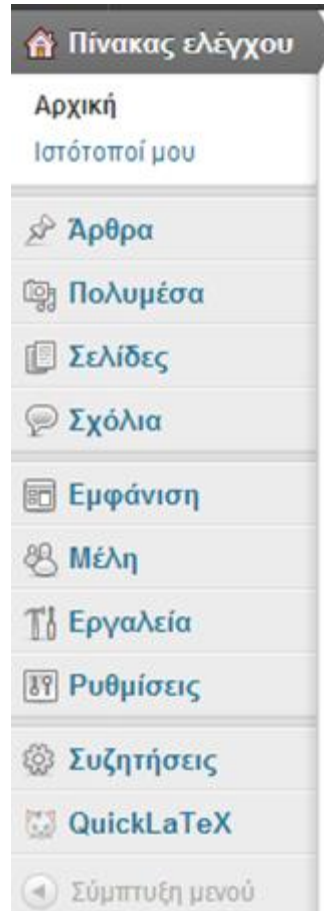 Πίνακας ελέγχου
Αρχική
Ιστότοποί μου
Άρθρα
Πολυμέσα
Σελίδες
Σχόλια
Εμφάνιση
Μέλη
Εργαλεία
Ρυθμίσεις
Συζητήσεις
QuickLaTeX
Σύμπτυξη μενού